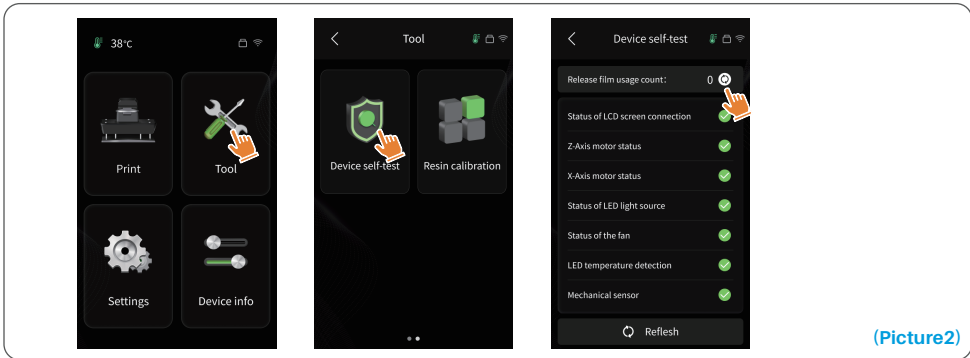 38℃
Print
Tool
Settings
Device info
Tool
Device self-test
Resin calibration
Device self-test
Release film usage count: 0
Status of LCD screen connection
Z-Axis motor status
X-Axis motor status
Status of LED light source
Status of the fan
LED temperature detection
Mechanical sensor
Reflesh
(Picture2)